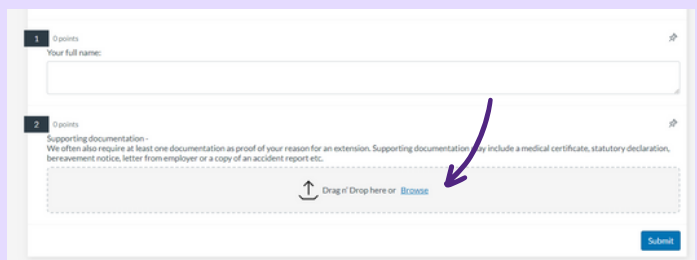 1 0 points
Your full name:
2 0 points
Supporting documentation -
We often also require at least one documentation as proof of your reason for an extension. Supporting documentation may include a medical certificate, statutory declaration,
bereavement notice, letter from employer or a copy of an accident report etc.
Drag n' Drop here or Browse
Submit